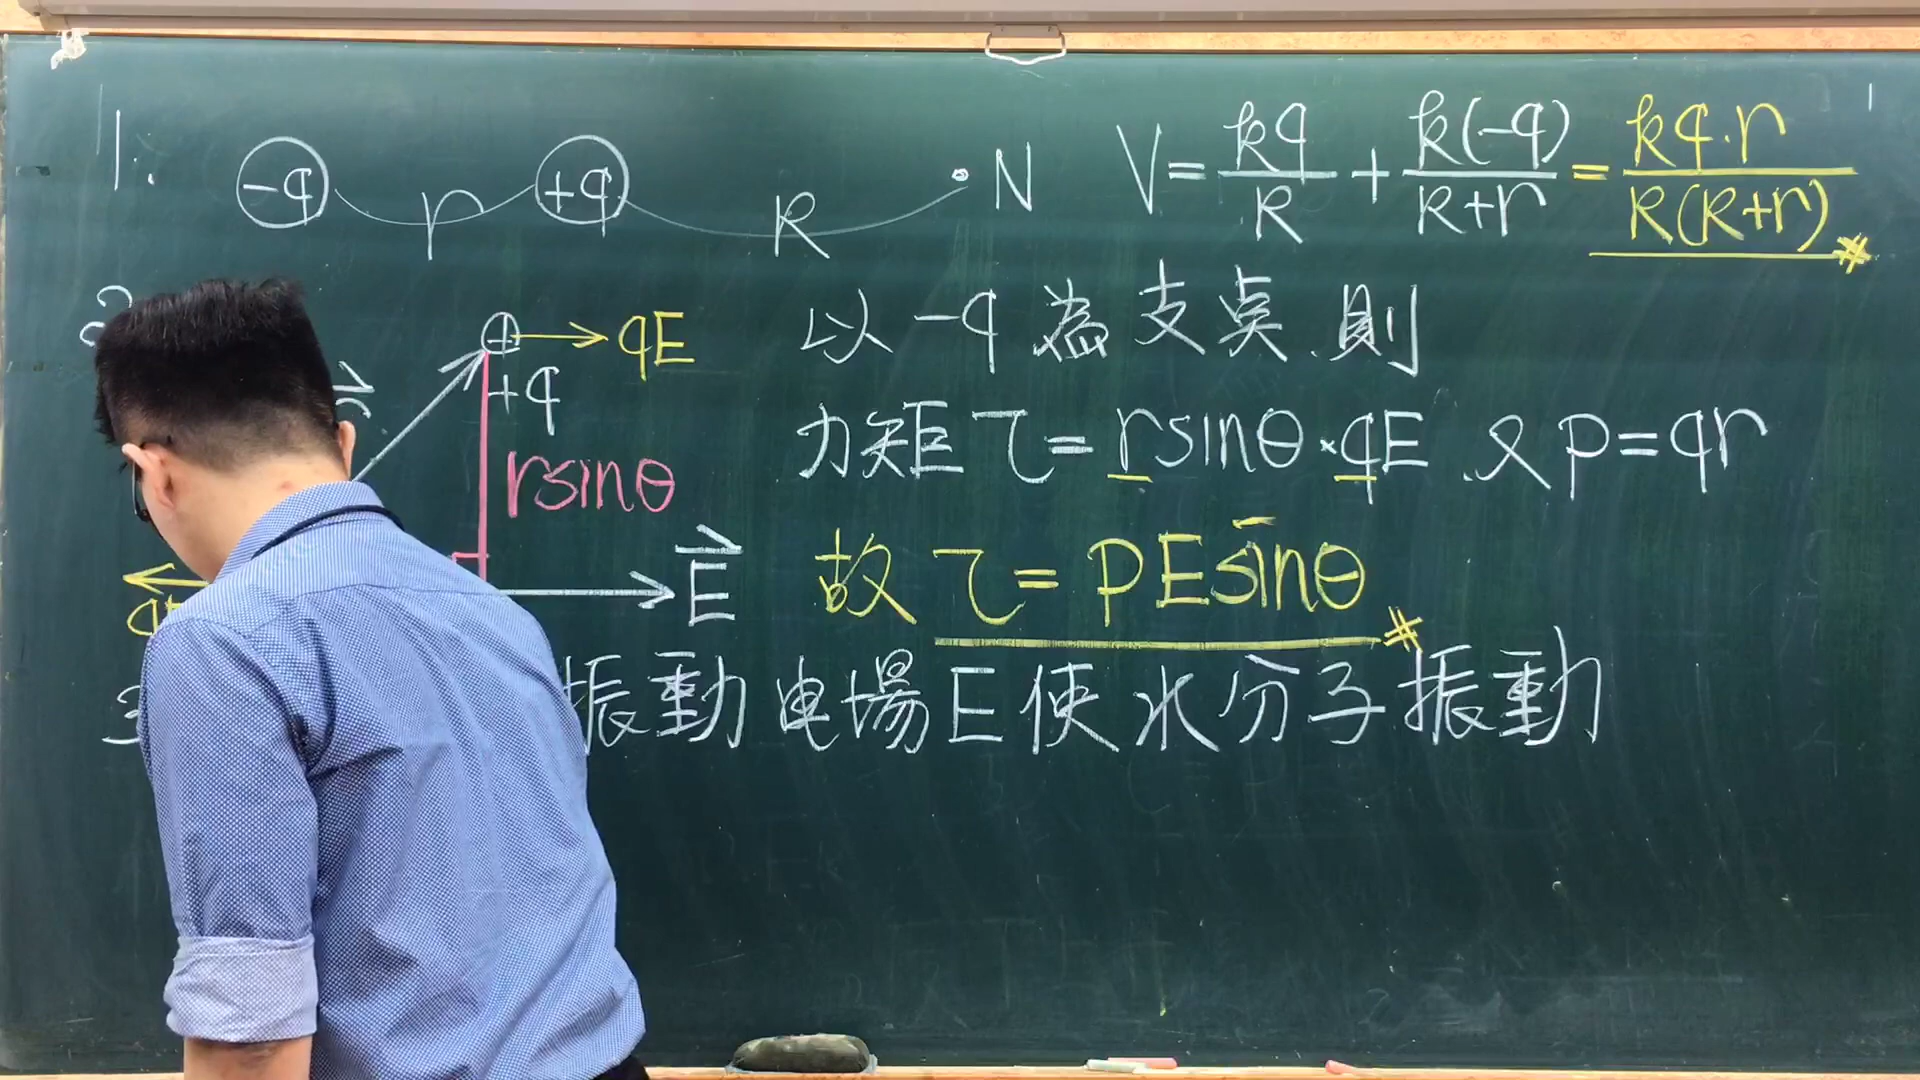 1. -q r +q R N V = kq/R + k(-q)/(R+r) = kq·r/R(R+r)
2.
+ qE
+q
rsinθ
E
以 -q 為支點,則
力矩 τ = rsinθ × qE,又 p = qr
故 τ = pEsinθ
3. 振動電場E使水分子振動